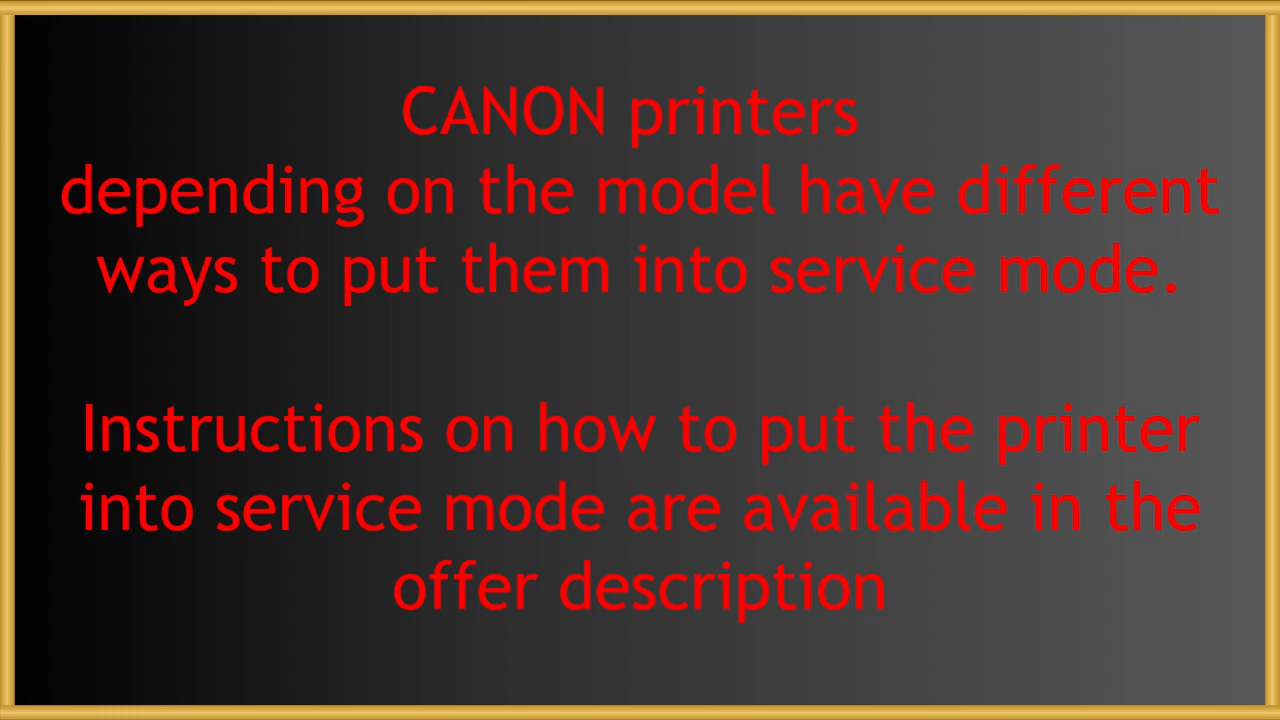 CANON printers
depending on the model have different
ways to put them into service mode.
Instructions on how to put the printer
into service mode are available in the
offer description